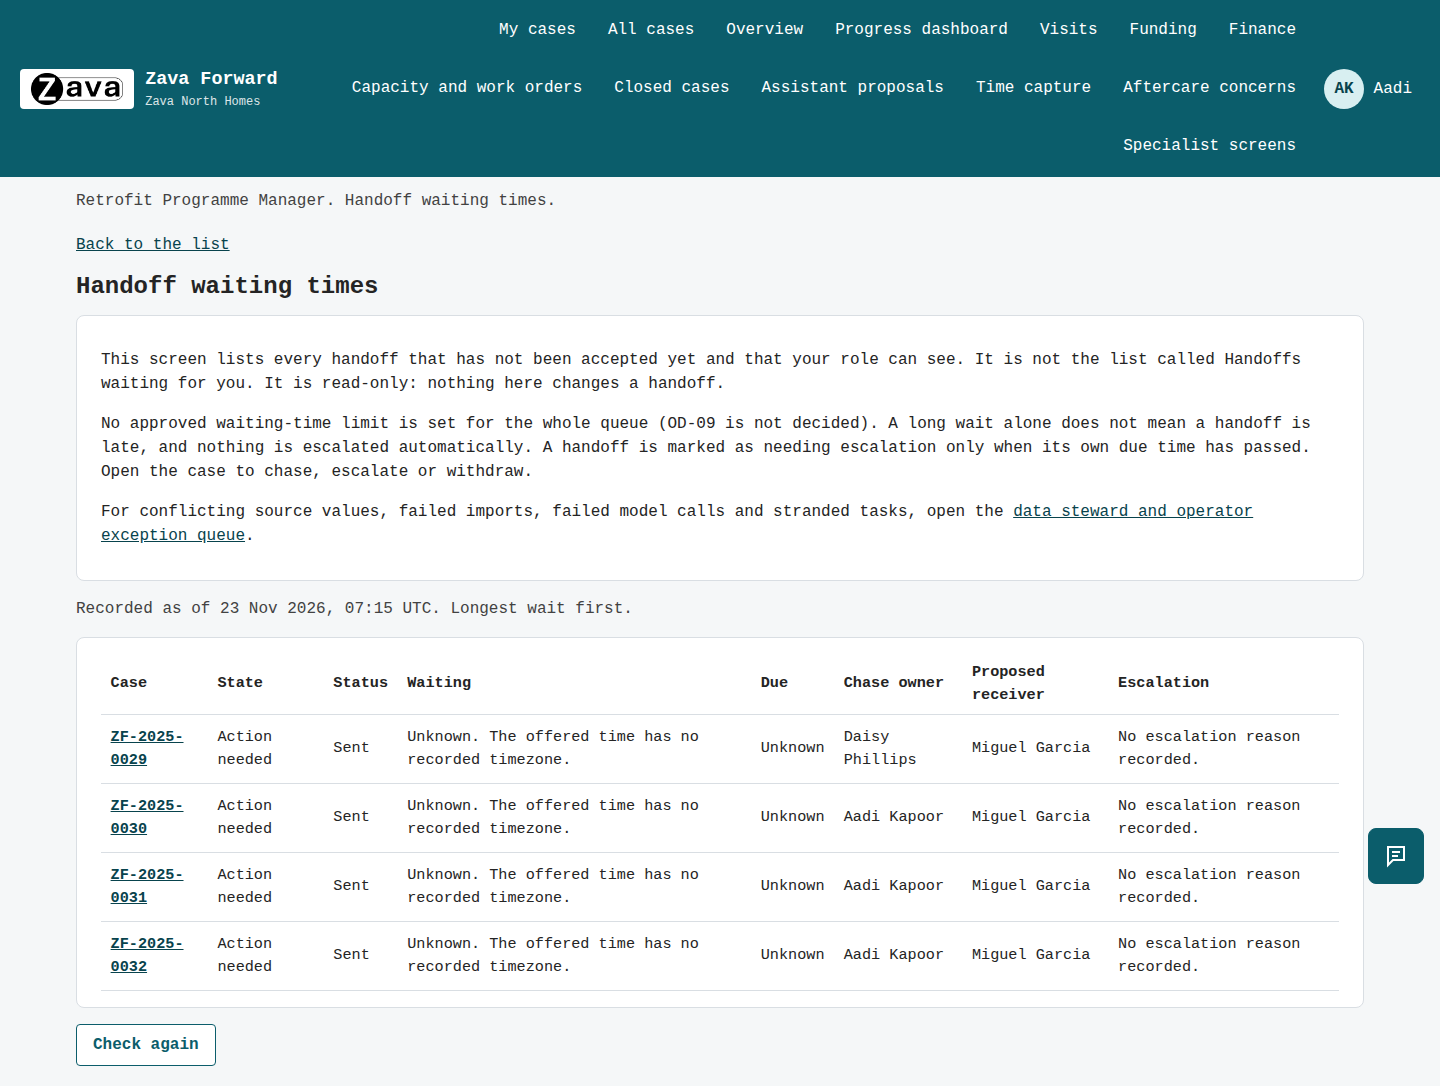 My cases All cases Overview Progress dashboard Visits Funding Finance
Zava
Zava Forward
Zava North Homes
Capacity and work orders Closed cases Assistant proposals Time capture Aftercare concerns
AK Aadi
Specialist screens
Retrofit Programme Manager. Handoff waiting times.
Back to the list
Handoff waiting times
This screen lists every handoff that has not been accepted yet and that your role can see. It is not the list called Handoffs
waiting for you. It is read-only: nothing here changes a handoff.
No approved waiting-time limit is set for the whole queue (OD-09 is not decided). A long wait alone does not mean a handoff is
late, and nothing is escalated automatically. A handoff is marked as needing escalation only when its own due time has passed.
Open the case to chase, escalate or withdraw.
For conflicting source values, failed imports, failed model calls and stranded tasks, open the data steward and operator
exception queue.
Recorded as of 23 Nov 2026, 07:15 UTC. Longest wait first.
Case State Status Waiting Due Chase owner Proposed receiver Escalation
ZF-2025-0029 Action needed Sent Unknown. The offered time has no recorded timezone. Unknown Daisy Phillips Miguel Garcia No escalation reason recorded.
ZF-2025-0030 Action needed Sent Unknown. The offered time has no recorded timezone. Unknown Aadi Kapoor Miguel Garcia No escalation reason recorded.
ZF-2025-0031 Action needed Sent Unknown. The offered time has no recorded timezone. Unknown Aadi Kapoor Miguel Garcia No escalation reason recorded.
ZF-2025-0032 Action needed Sent Unknown. The offered time has no recorded timezone. Unknown Aadi Kapoor Miguel Garcia No escalation reason recorded.
Check again